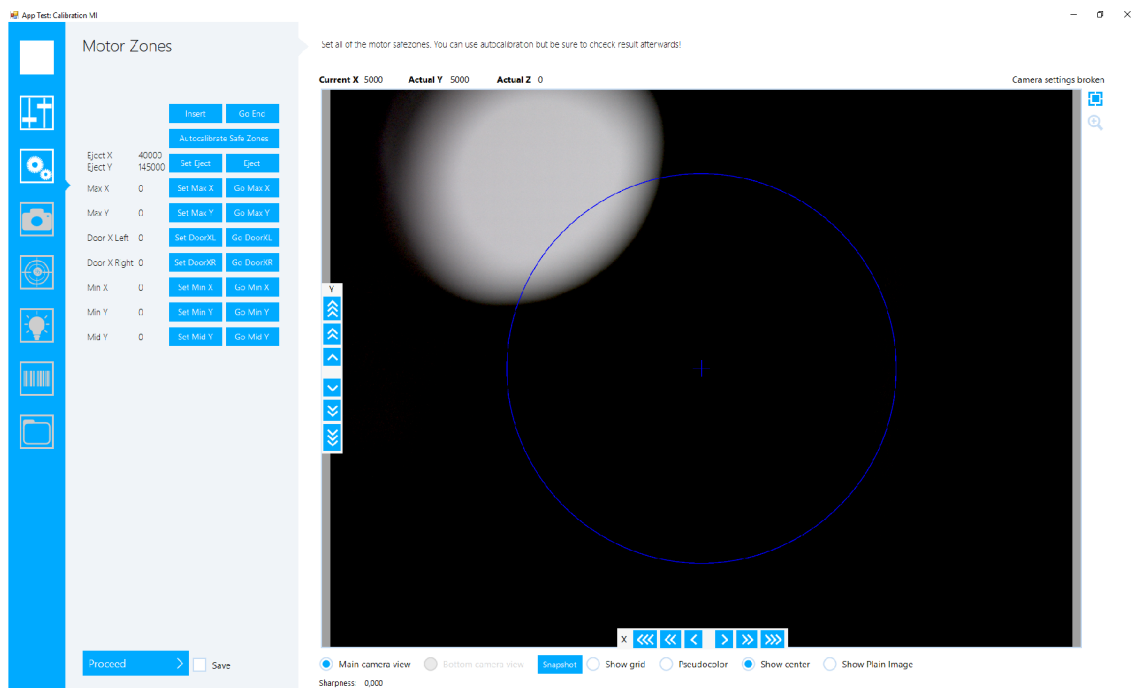 App Test: Calibration MI
Motor Zones
Set all of the motor safezones. You can use autocalibration but be sure to chceck result afterwards!
Current X 5000 Actual Y 5000 Actual Z 0
Camera settings broken
Insert Go End
Autocalibrate Safe Zones
Eject X 40000
Eject Y 145000
Set Eject Eject
Max X 0 Set Max X Go Max X
Max Y 0 Set Max Y Go Max Y
Door X Left 0 Set DoorXL Go DoorXL
Door X Right 0 Set DoorXR Go DoorXR
Min X 0 Set Min X Go Min X
Min Y 0 Set Min Y Go Min Y
Mid Y 0 Set Mid Y Go Mid Y
Y
X
Proceed Save
Main camera view Bottom camera view Snapshot Show grid Pseudocolor Show center Show Plain Image
Sharpness 0,000